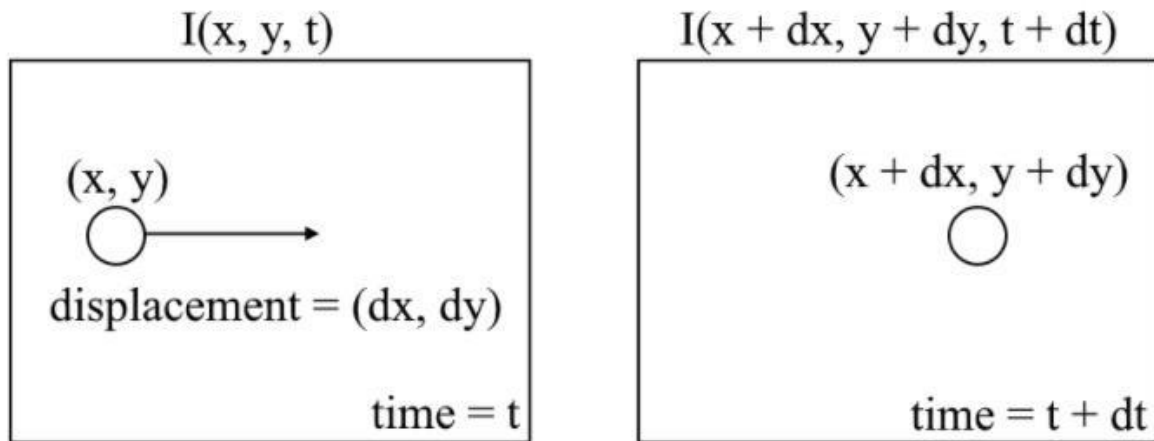 I(x, y, t)
(x, y)
displacement = (dx, dy)
time = t
I(x + dx, y + dy, t + dt)
(x + dx, y + dy)
time = t + dt